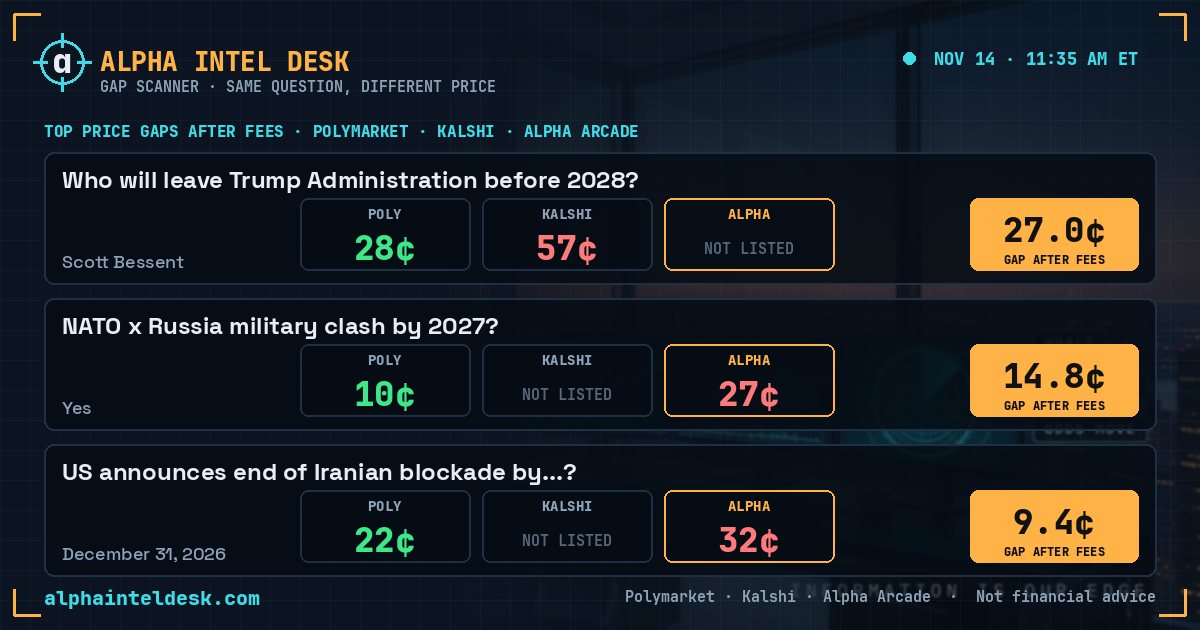 α
ALPHA INTEL DESK
GAP SCANNER · SAME QUESTION, DIFFERENT PRICE
NOV 14 · 11:35 AM ET
TOP PRICE GAPS AFTER FEES · POLYMARKET · KALSHI · ALPHA ARCADE
Who will leave Trump Administration before 2028?
Scott Bessent
POLY
28¢
KALSHI
57¢
ALPHA
NOT LISTED
27.0¢
GAP AFTER FEES
NATO x Russia military clash by 2027?
Yes
POLY
10¢
KALSHI
NOT LISTED
ALPHA
27¢
14.8¢
GAP AFTER FEES
US announces end of Iranian blockade by...?
December 31, 2026
POLY
22¢
KALSHI
NOT LISTED
ALPHA
32¢
9.4¢
GAP AFTER FEES
INFORMATION IS OUR EDGE
alphainteldesk.com
Polymarket · Kalshi · Alpha Arcade · Not financial advice